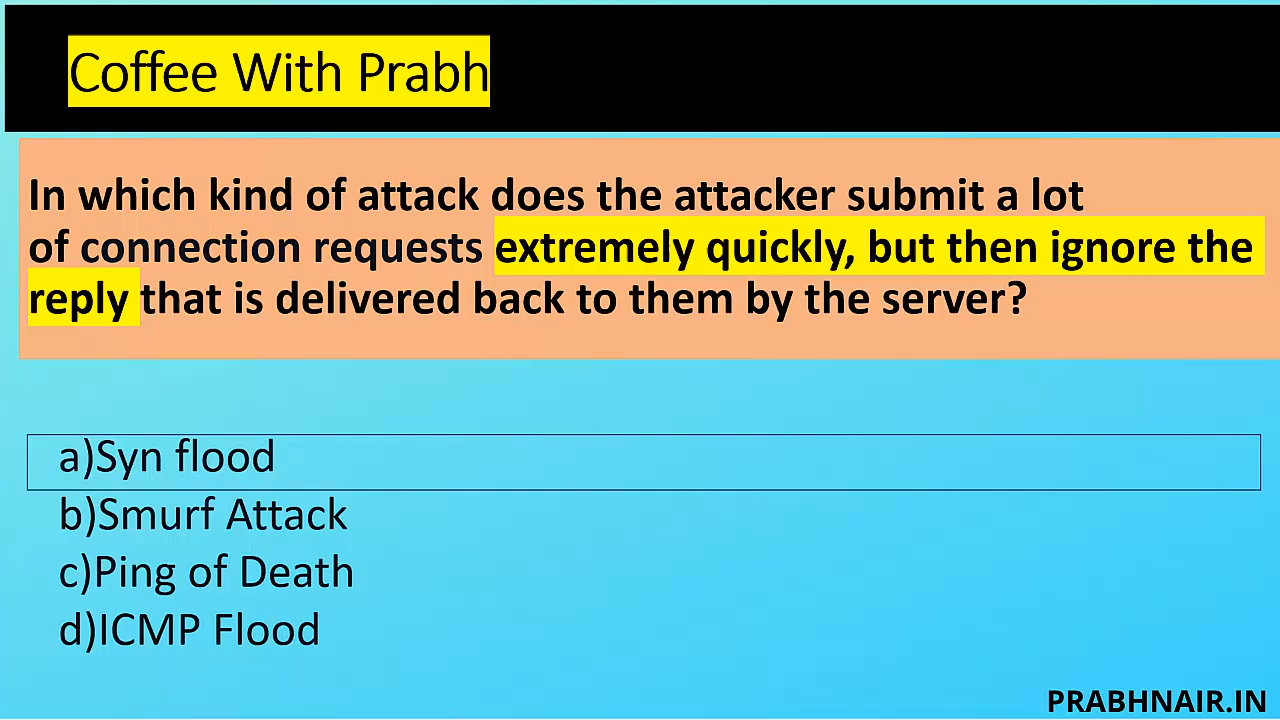 Coffee With Prabh
In which kind of attack does the attacker submit a lot
of connection requests extremely quickly, but then ignore the
reply that is delivered back to them by the server?
a)Syn flood
b)Smurf Attack
c)Ping of Death
d)ICMP Flood
PRABHNAIR.IN